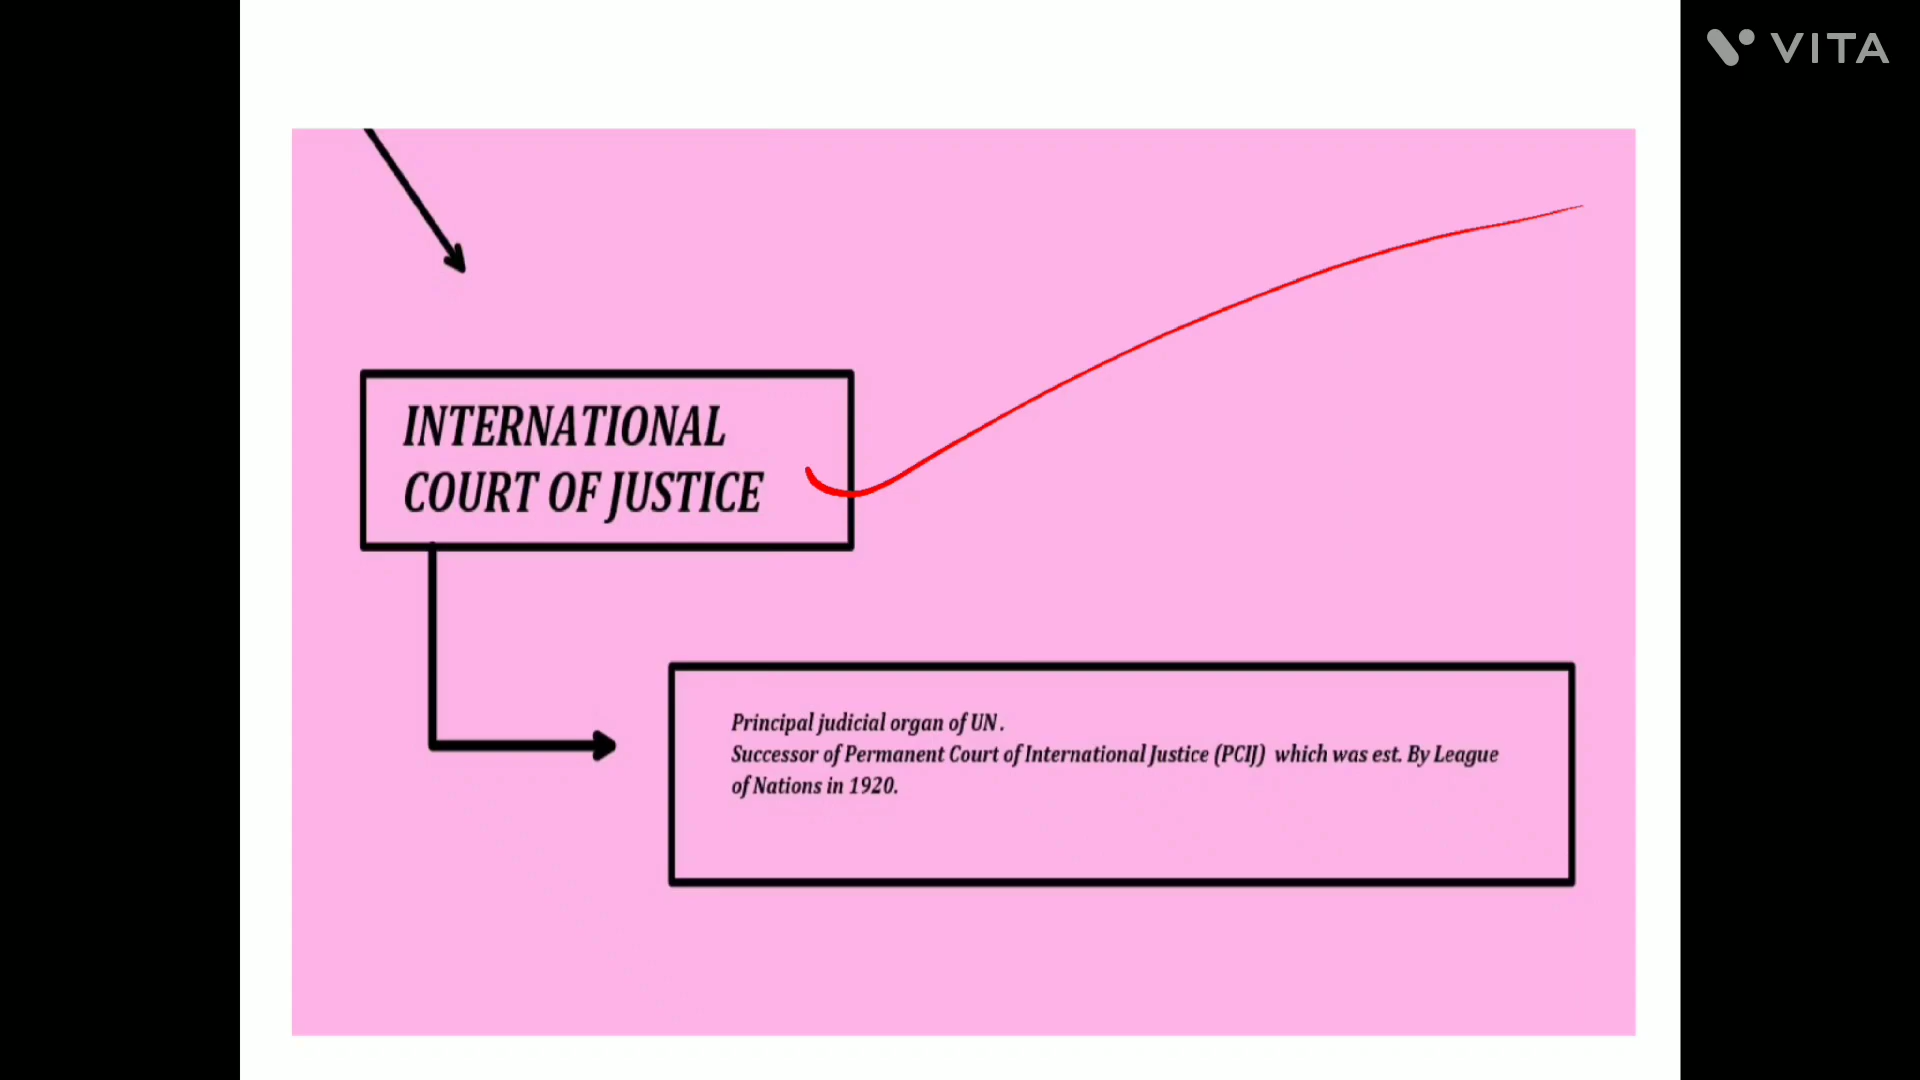 VITA
INTERNATIONAL
COURT OF JUSTICE
Principal judicial organ of UN .
Successor of Permanent Court of International Justice (PCIJ) which was est. By League
of Nations in 1920.